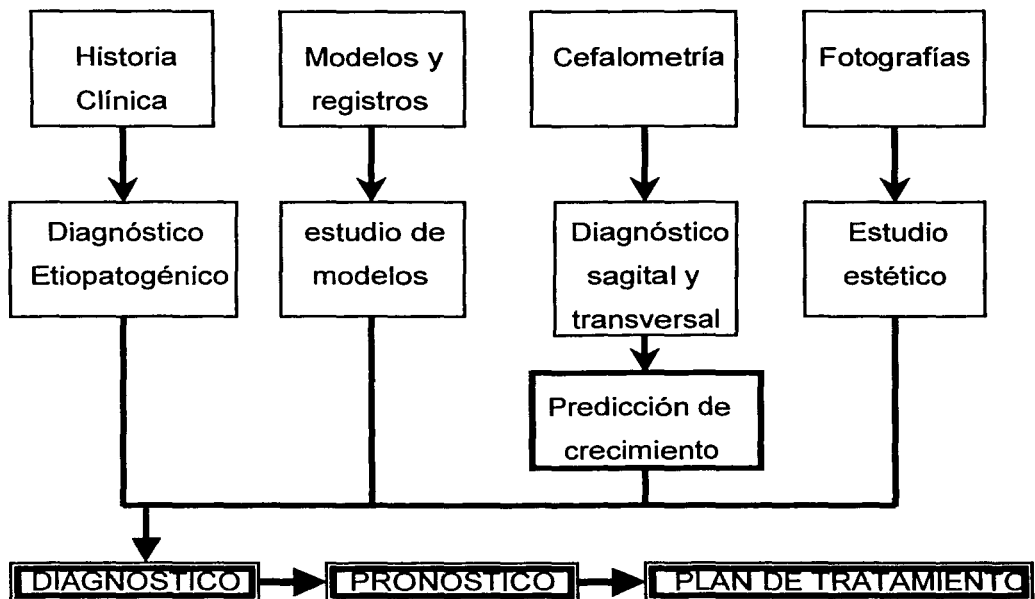 Historia
Clínica
Modelos y
registros
Cefalometría
Fotografías
Diagnóstico
Etiopatogénico
estudio de
modelos
Diagnóstico
sagital y
transversal
Estudio
estético
Predicción de
crecimiento
DIAGNOSTICO
PRONOSTICO
PLAN DE TRATAMIENTO